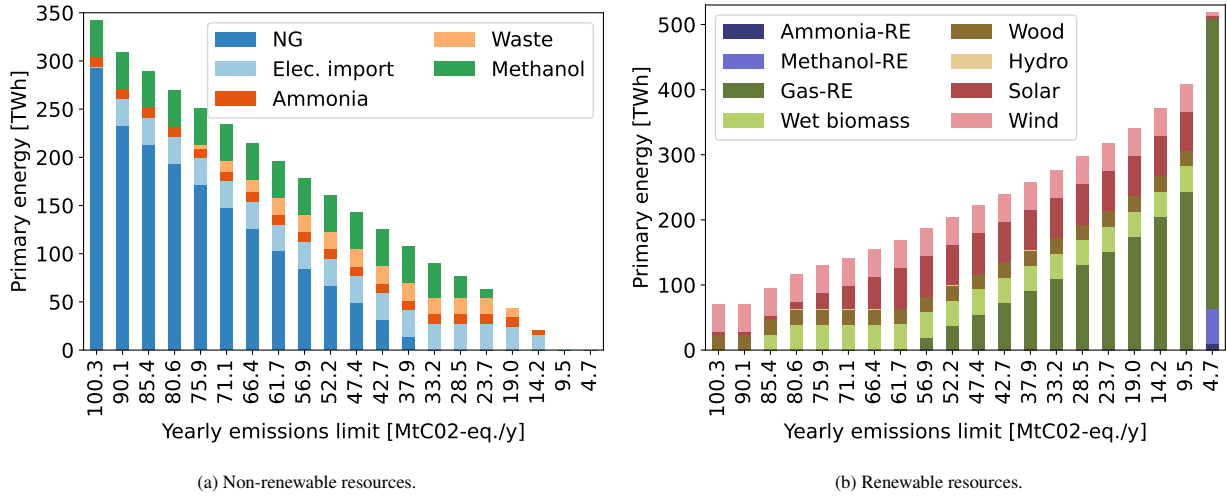 350
300
250
200
150
100
50
0
Primary energy [TWh]
NG
Elec. import
Ammonia
Waste
Methanol
100.3
90.1
85.4
80.6
75.9
71.1
66.4
61.7
56.9
52.2
47.4
42.7
37.9
33.2
28.5
23.7
19.0
14.2
9.5
4.7
Yearly emissions limit [MtC02-eq./y]
(a) Non-renewable resources.
500
400
300
200
100
0
Primary energy [TWh]
Ammonia-RE
Methanol-RE
Gas-RE
Wet biomass
Wood
Hydro
Solar
Wind
100.3
90.1
85.4
80.6
75.9
71.1
66.4
61.7
56.9
52.2
47.4
42.7
37.9
33.2
28.5
23.7
19.0
14.2
9.5
4.7
Yearly emissions limit [MtC02-eq./y]
(b) Renewable resources.